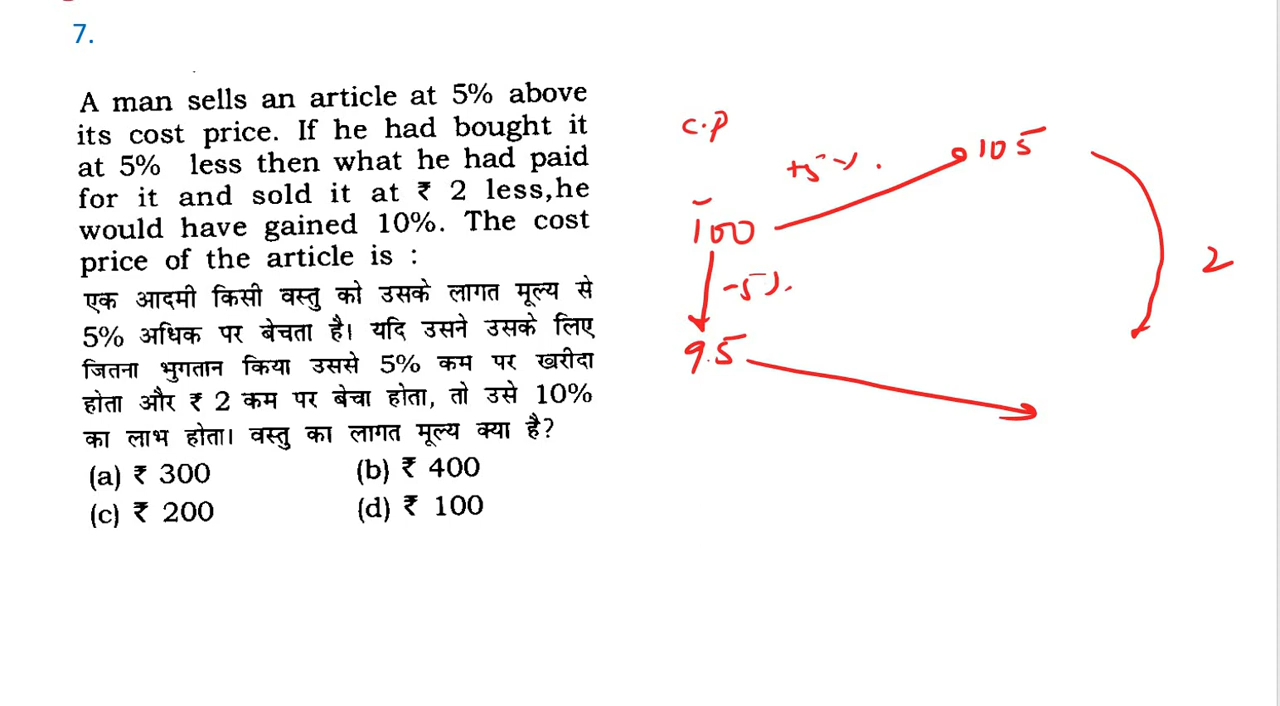 7.
A man sells an article at 5% above
its cost price. If he had bought it
at 5% less then what he had paid
for it and sold it at ₹ 2 less,he
would have gained 10%. The cost
price of the article is :
एक आदमी किसी वस्तु को उसके लागत मूल्य से
5% अधिक पर बेचता है। यदि उसने उसके लिए
जितना भुगतान किया उससे 5% कम पर खरीदा
होता और ₹ 2 कम पर बेचा होता, तो उसे 10%
का लाभ होता। वस्तु का लागत मूल्य क्या है?
(a) ₹ 300 (b) ₹ 400
(c) ₹ 200 (d) ₹ 100
C.P
+5%. 105
100
-5%. 2
95